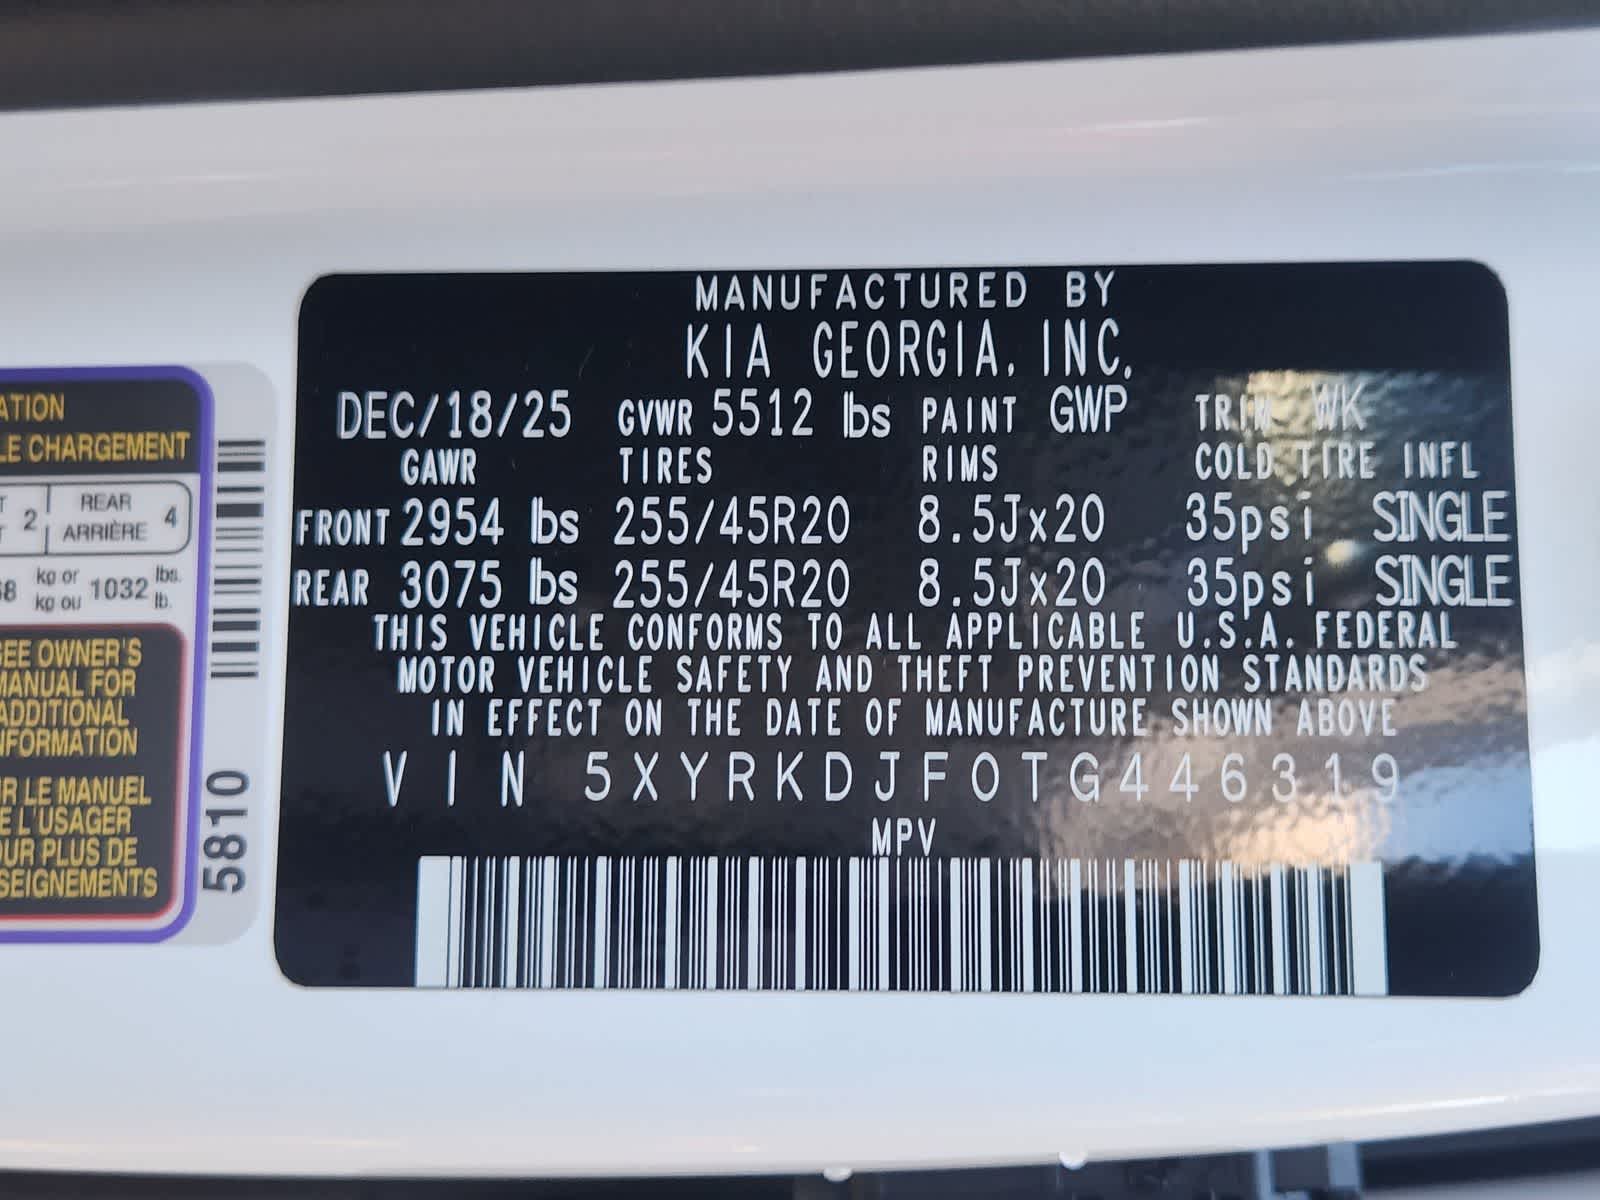 MANUFACTURED BY
KIA GEORGIA. INC.
DEC/18/25 GVWR 5512 lbs PAINT GWP TRIM WK
GAWR TIRES RIMS COLD TIRE INFL
FRONT 2954 lbs 255/45R20 8.5Jx20 35psi SINGLE
REAR 3075 lbs 255/45R20 8.5Jx20 35psi SINGLE
THIS VEHICLE CONFORMS TO ALL APPLICABLE U.S.A. FEDERAL
MOTOR VEHICLE SAFETY AND THEFT PREVENTION STANDARDS
IN EFFECT ON THE DATE OF MANUFACTURE SHOWN ABOVE
VIN 5XYRKDJF0TG446319
MPV
ATION
LE CHARGEMENT
REAR
2 ARRIÈRE 4
68 kg or 1032 lbs.
kg ou lb.
SEE OWNER'S
MANUAL FOR
ADDITIONAL
NFORMATION
IR LE MANUEL
E L'USAGER
OUR PLUS DE
SEIGNEMENTS
5810